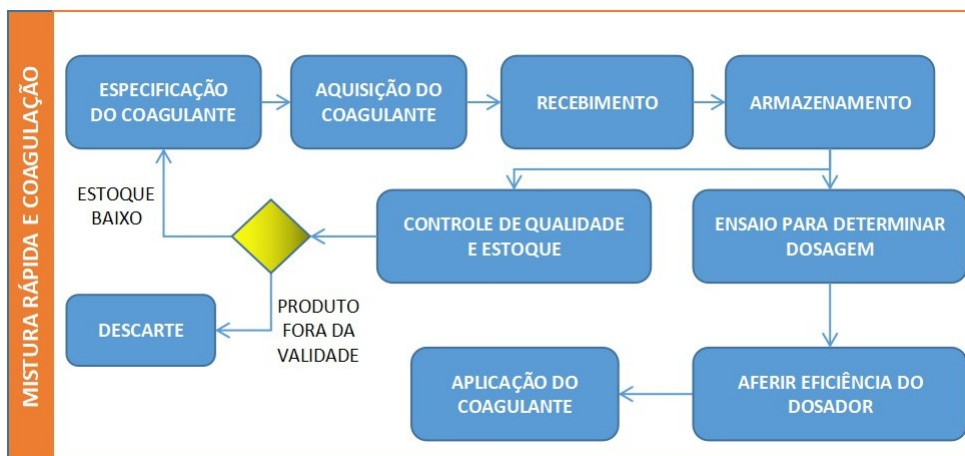 MISTURA RÁPIDA E COAGULAÇÃO
ESPECIFICAÇÃO
DO COAGULANTE
AQUISIÇÃO DO
COAGULANTE
RECEBIMENTO
ARMAZENAMENTO
ESTOQUE
BAIXO
CONTROLE DE QUALIDADE
E ESTOQUE
ENSAIO PARA DETERMINAR
DOSAGEM
DESCARTE
PRODUTO
FORA DA
VALIDADE
APLICAÇÃO DO
COAGULANTE
AFERIR EFICIÊNCIA DO
DOSADOR